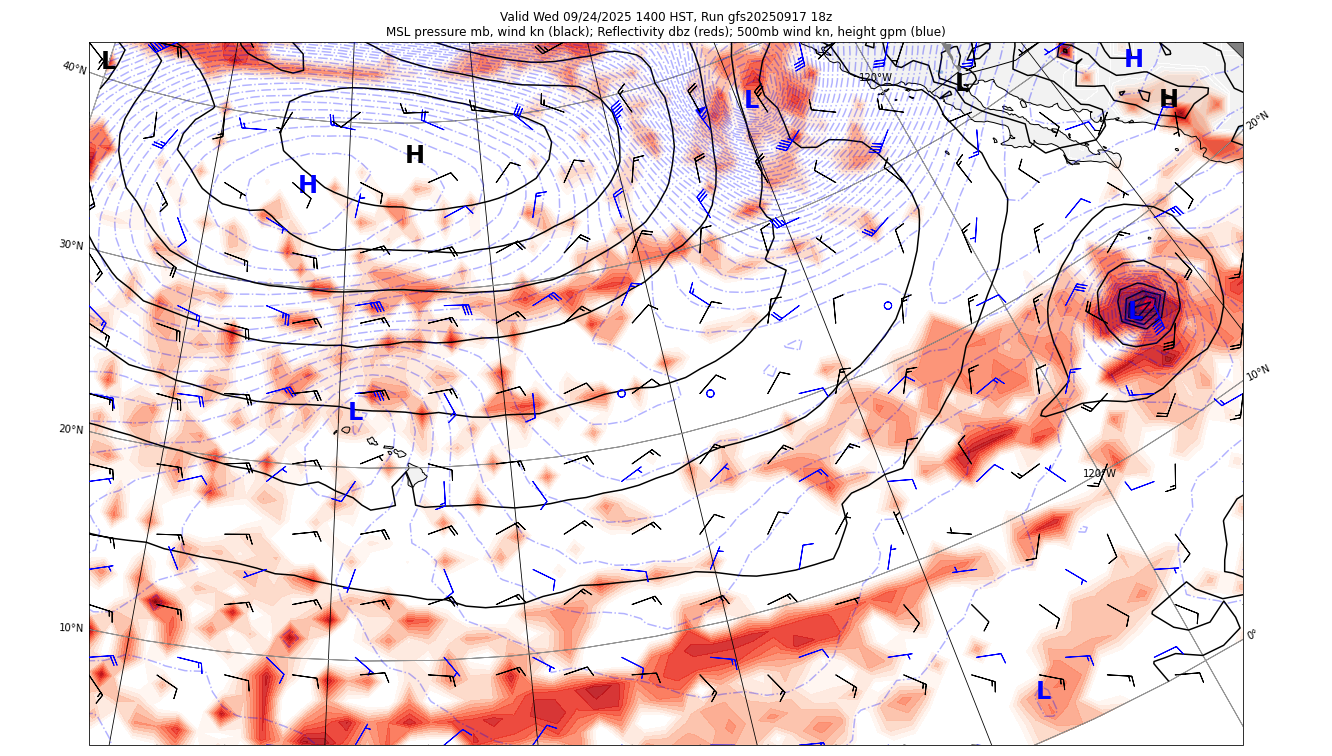 Valid Wed 09/24/2025 1400 HST, Run gfs20250917 18z
MSL pressure mb, wind kn (black); Reflectivity dbz (reds); 500mb wind kn, height gpm (blue)
L
H
40°N
120°W
L
L
H
20°N
H
H
30°N
L
10°N
L
20°N
120°W
10°N
0°
L